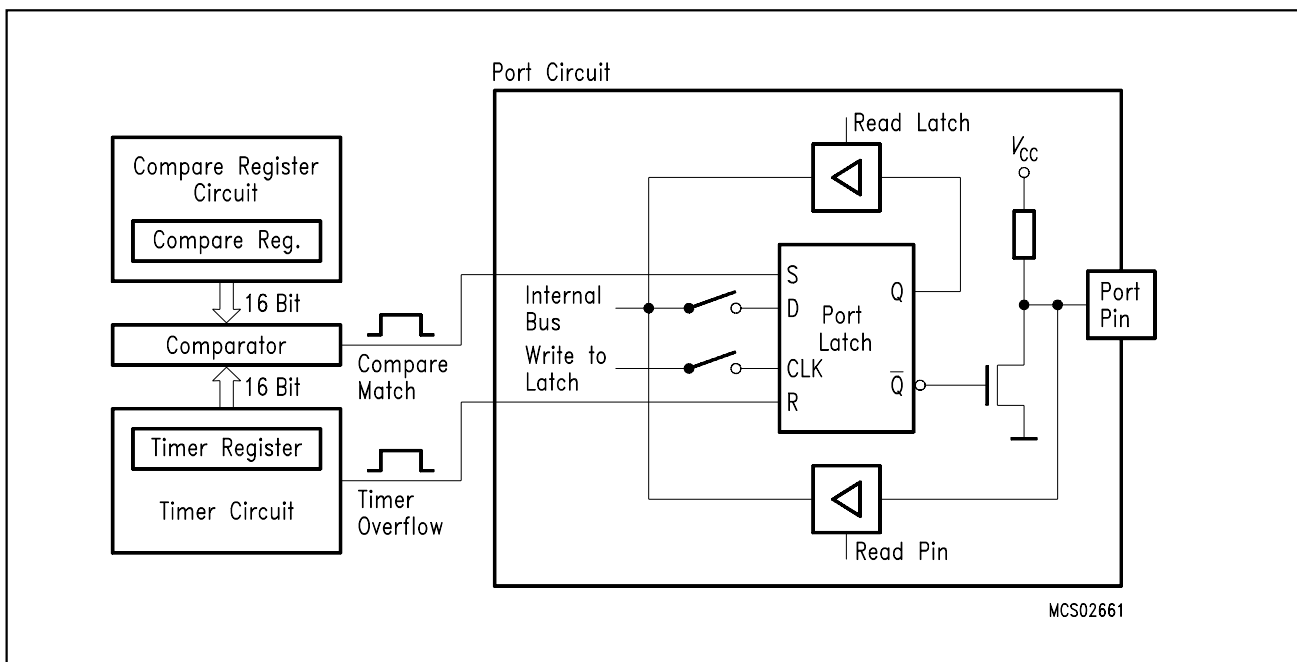 Port Circuit
Compare Register
Circuit
Compare Reg.
16 Bit
Comparator
16 Bit
Timer Register
Timer Circuit
Compare
Match
Timer
Overflow
Read Latch
VCC
Internal
Bus
Write to
Latch
S
D
CLK
R
Port
Latch
Q
Q̅
Port
Pin
Read Pin
MCS02661